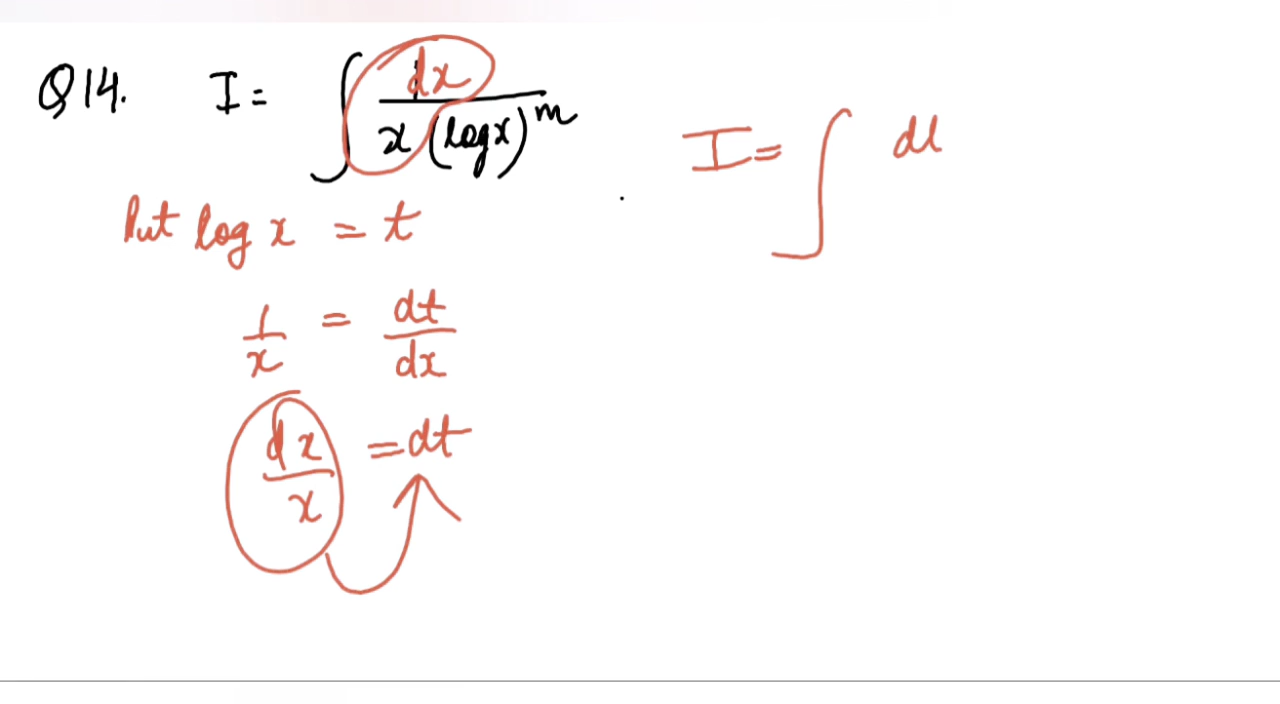 Q14. I = ∫ dx / x (log x)^m
Put log x = t
1/x = dt/dx
dx/x = dt
I = ∫ dt